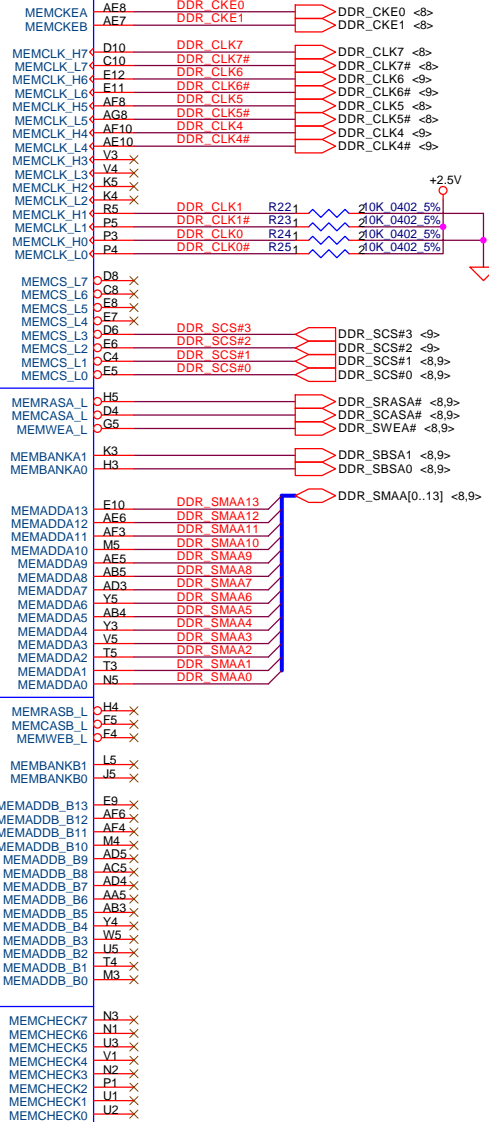 MEMCKEA AE8 DDR_CKE0 DDR_CKE0 <8>
MEMCKEB AE7 DDR_CKE1 DDR_CKE1 <8>
MEMCLK_H7 D10 DDR_CLK7 DDR_CLK7 <8>
MEMCLK_L7 C10 DDR_CLK7# DDR_CLK7# <8>
MEMCLK_H6 E12 DDR_CLK6 DDR_CLK6 <9>
MEMCLK_L6 E11 DDR_CLK6# DDR_CLK6# <9>
MEMCLK_H5 AF8 DDR_CLK5 DDR_CLK5 <8>
MEMCLK_L5 AG8 DDR_CLK5# DDR_CLK5# <8>
MEMCLK_H4 AF10 DDR_CLK4 DDR_CLK4 <9>
MEMCLK_L4 AE10 DDR_CLK4# DDR_CLK4# <9>
MEMCLK_H3 V3
MEMCLK_L3 V4
MEMCLK_H2 K5
+2.5V
MEMCLK_L2 K4
MEMCLK_H1 R5 DDR_CLK1 R22 1 2 10K_0402_5%
MEMCLK_L1 P5 DDR_CLK1# R23 1 2 10K_0402_5%
MEMCLK_H0 P3 DDR_CLK0 R24 1 2 10K_0402_5%
MEMCLK_L0 P4 DDR_CLK0# R25 1 2 10K_0402_5%
MEMCS_L7 D8
MEMCS_L6 C8
MEMCS_L5 E8
MEMCS_L4 E7
MEMCS_L3 D6 DDR_SCS#3 DDR_SCS#3 <9>
MEMCS_L2 E6 DDR_SCS#2 DDR_SCS#2 <9>
MEMCS_L1 C4 DDR_SCS#1 DDR_SCS#1 <8,9>
MEMCS_L0 E5 DDR_SCS#0 DDR_SCS#0 <8,9>
MEMRASA_L H5 DDR_SRASA# <8,9>
MEMCASA_L D4 DDR_SCASA# <8,9>
MEMWEA_L G5 DDR_SWEA# <8,9>
MEMBANKA1 K3 DDR_SBSA1 <8,9>
MEMBANKA0 H3 DDR_SBSA0 <8,9>
DDR_SMAA[0..13] <8,9>
MEMADDA13 E10 DDR_SMAA13
MEMADDA12 AE6 DDR_SMAA12
MEMADDA11 AF3 DDR_SMAA11
MEMADDA10 M5 DDR_SMAA10
MEMADDA9 AE5 DDR_SMAA9
MEMADDA8 AB5 DDR_SMAA8
MEMADDA7 AD3 DDR_SMAA7
MEMADDA6 Y5 DDR_SMAA6
MEMADDA5 AB4 DDR_SMAA5
MEMADDA4 Y3 DDR_SMAA4
MEMADDA3 V5 DDR_SMAA3
MEMADDA2 T5 DDR_SMAA2
MEMADDA1 T3 DDR_SMAA1
MEMADDA0 N5 DDR_SMAA0
MEMRASB_L H4
MEMCASB_L F5
MEMWEB_L F4
MEMBANKB1 L5
MEMBANKB0 J5
MEMADDB_B13 E9
MEMADDB_B12 AF6
MEMADDB_B11 AF4
MEMADDB_B10 M4
MEMADDB_B9 AD5
MEMADDB_B8 AC5
MEMADDB_B7 AD4
MEMADDB_B6 AA5
MEMADDB_B5 AB3
MEMADDB_B4 Y4
MEMADDB_B3 W5
MEMADDB_B2 U5
MEMADDB_B1 T4
MEMADDB_B0 M3
MEMCHECK7 N3
MEMCHECK6 N1
MEMCHECK5 U3
MEMCHECK4 V1
MEMCHECK3 N2
MEMCHECK2 P1
MEMCHECK1 U1
MEMCHECK0 U2